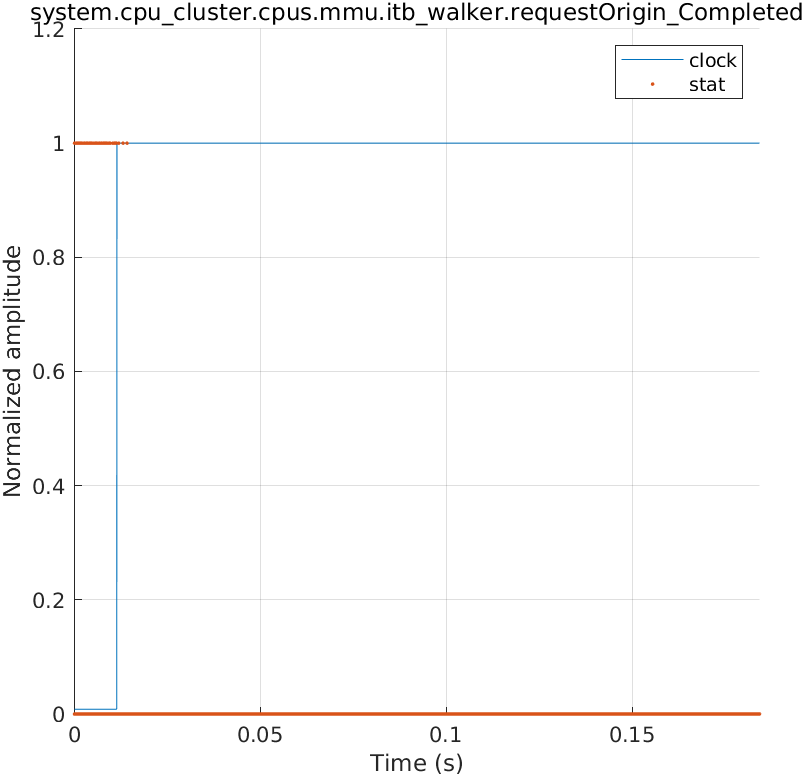 system.cpu_cluster.cpus.mmu.itb_walker.requestOrigin_Completed
1.2
clock
stat
1
0.8
0.6
0.4
0.2
0
Normalized amplitude
0
0.05
0.1
0.15
Time (s)